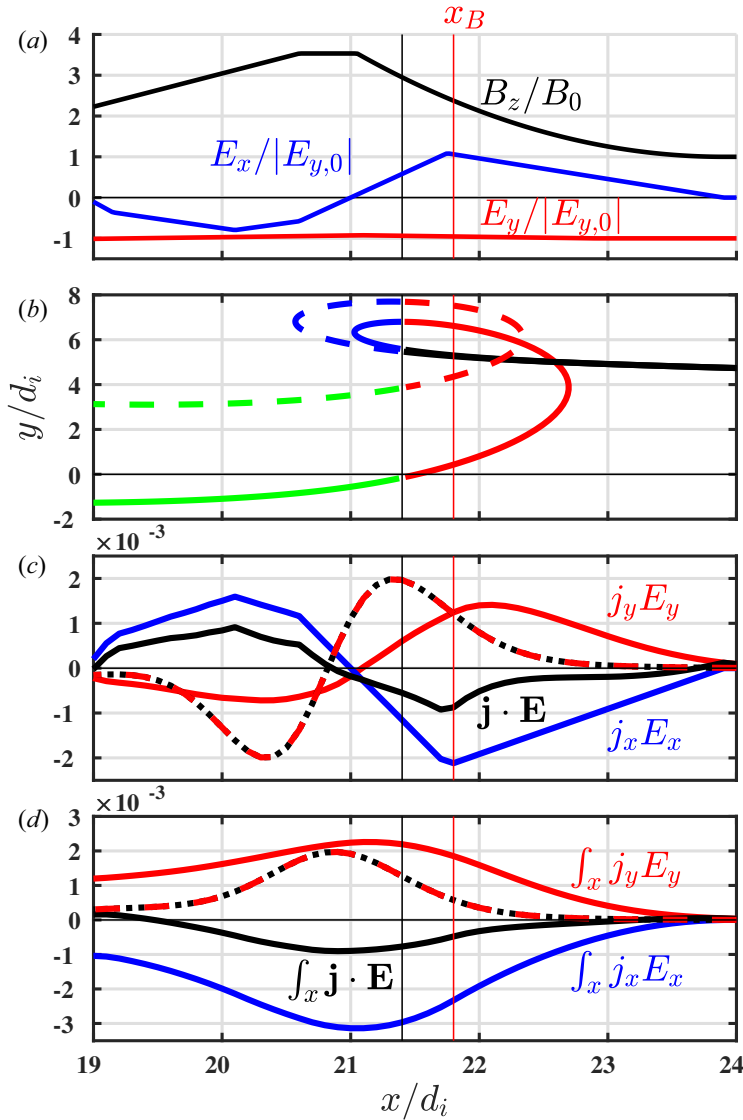 x_B
(a)
4
3
2
1
0
-1
B_z/B_0
E_x/|E_{y,0}|
E_y/|E_{y,0}|
(b)
8
6
4
2
0
-2
y/d_i
×10^{-3}
(c)
2
1
0
-1
-2
j_yE_y
j · E
j_xE_x
×10^{-3}
(d)
3
2
1
0
-1
-2
-3
∫_x j_yE_y
∫_x j · E
∫_x j_xE_x
19 20 21 22 23 24
x/d_i